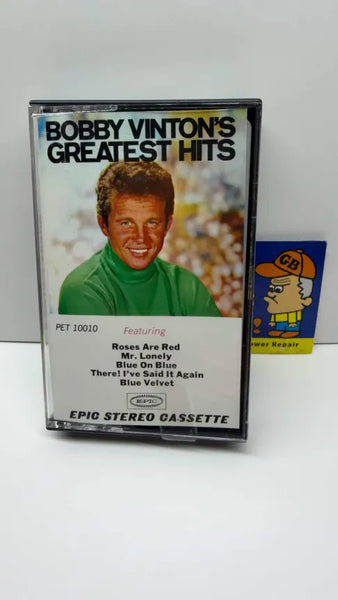 BOBBY VINTON'S
GREATEST HITS
PET 10010
Featuring
Roses Are Red
Mr. Lonely
Blue On Blue
There! I've Said It Again
Blue Velvet
EPIC
EPIC STEREO CASSETTE
GB
!
ower Repair